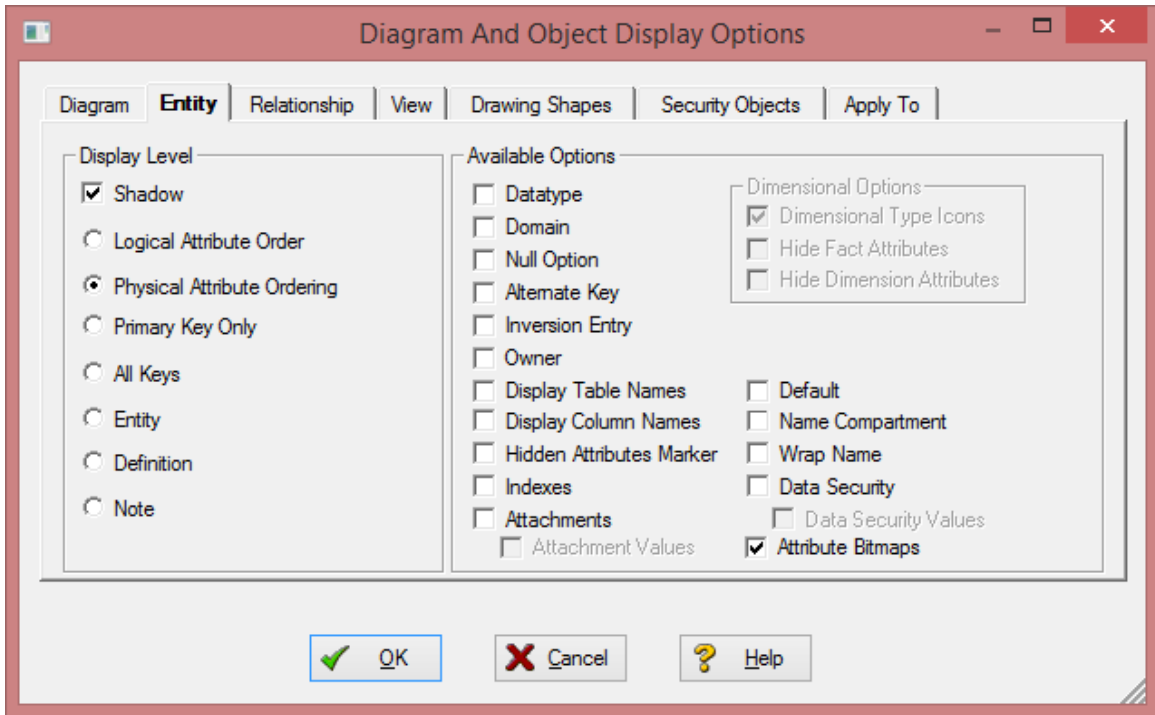 Diagram And Object Display Options
Diagram Entity Relationship View Drawing Shapes Security Objects Apply To
Display Level
Shadow
Logical Attribute Order
Physical Attribute Ordering
Primary Key Only
All Keys
Entity
Definition
Note
Available Options
Datatype
Domain
Null Option
Alternate Key
Inversion Entry
Owner
Display Table Names
Display Column Names
Hidden Attributes Marker
Indexes
Attachments
Attachment Values
Dimensional Options
Dimensional Type Icons
Hide Fact Attributes
Hide Dimension Attributes
Default
Name Compartment
Wrap Name
Data Security
Data Security Values
Attribute Bitmaps
OK Cancel Help